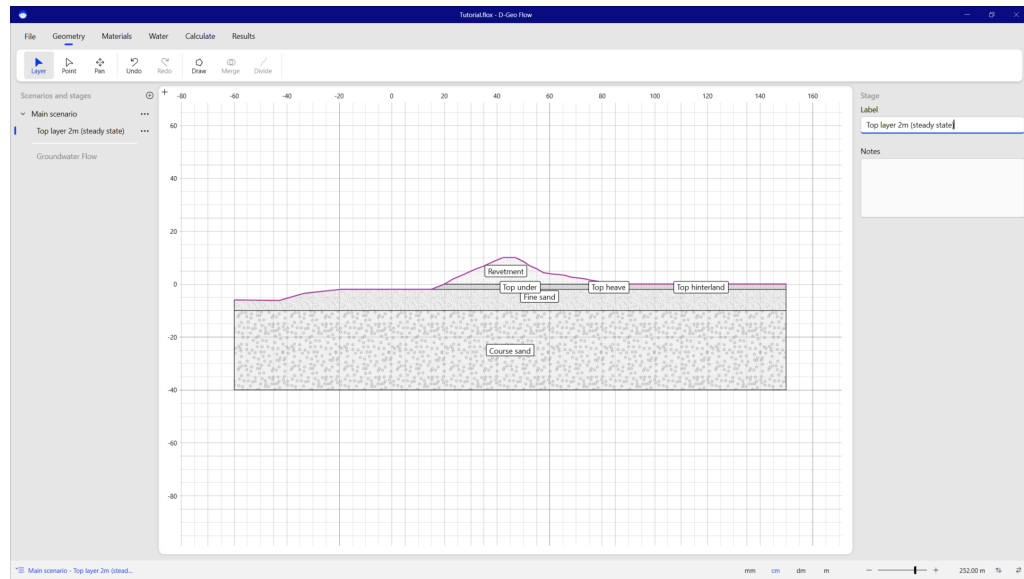 Tutorial.flox - D-Geo Flow
File Geometry Materials Water Calculate Results
Layer Point Pan Undo Redo Draw Merge Divide
Scenarios and stages
Main scenario
Top layer 2m (steady state)
Groundwater Flow
-80 -60 -40 -20 0 20 40 60 80 100 120 140 160
60
40
20
0
-20
-40
-60
-80
Revetment
Top under Top heave Top hinterland
Fine sand
Course sand
Stage
Label
Top layer 2m (steady state)
Notes
Main scenario - Top layer 2m (stead...
mm cm dm m
252.00 m